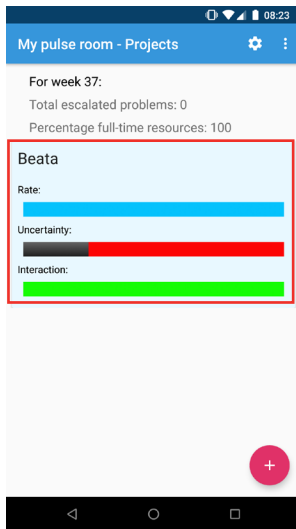 08:23
My pulse room - Projects
For week 37:
Total escalated problems: 0
Percentage full-time resources: 100
Beata
Rate:
Uncertainty:
Interaction: